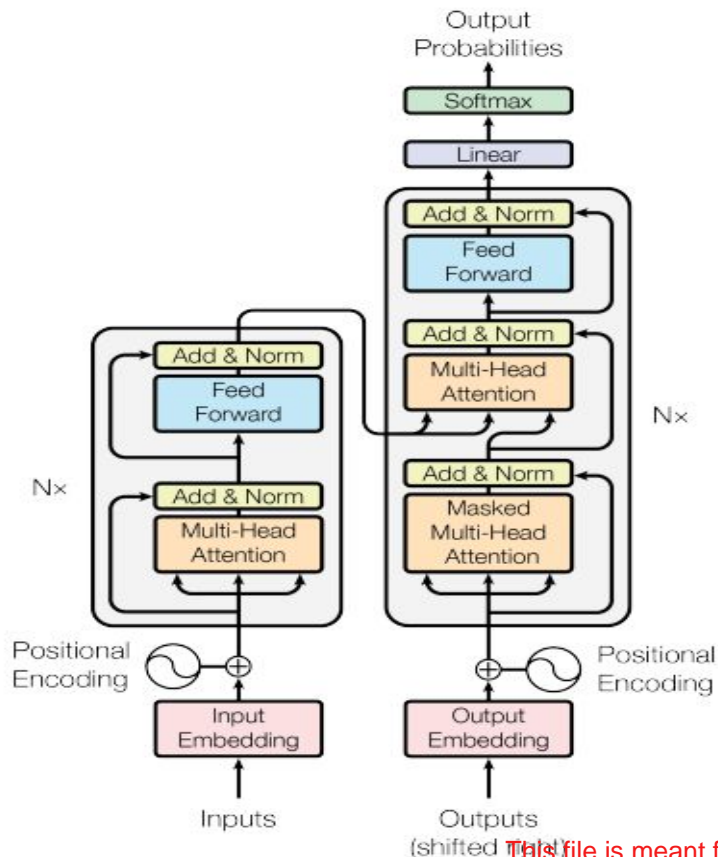 Output
Probabilities
Softmax
Linear
Add & Norm
Feed
Forward
Add & Norm
Multi-Head
Attention
Add & Norm
Masked
Multi-Head
Attention
Nx
Add & Norm
Feed
Forward
Add & Norm
Multi-Head
Attention
Nx
Positional
Encoding
Positional
Encoding
Input
Embedding
Output
Embedding
Inputs
Outputs
(shifted right)
This file is meant f